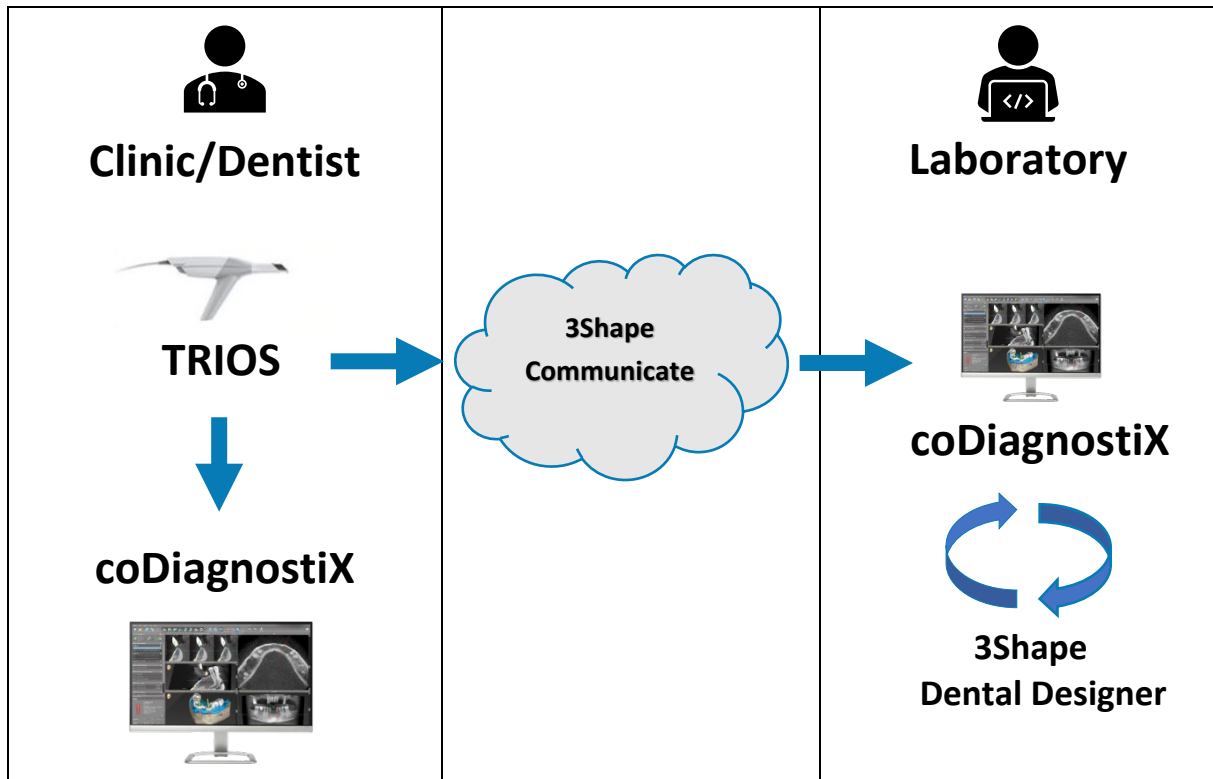 Clinic/Dentist
TRIOS
coDiagnostiX
3Shape
Communicate
Laboratory
</>
coDiagnostiX
3Shape
Dental Designer